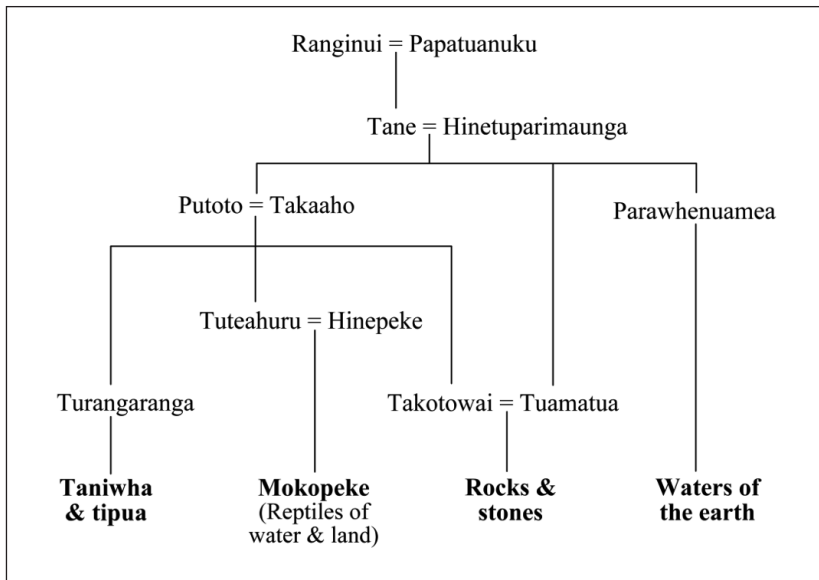 Ranginui = Papatuanuku
Tane = Hinetuparimaunga
Putoto = Takaaho
Parawhenuamea
Tuteahuru = Hinepeke
Turangaranga
Takotowai = Tuamatua
Taniwha
& tipua
Mokopeke
(Reptiles of
water & land)
Rocks &
stones
Waters of
the earth